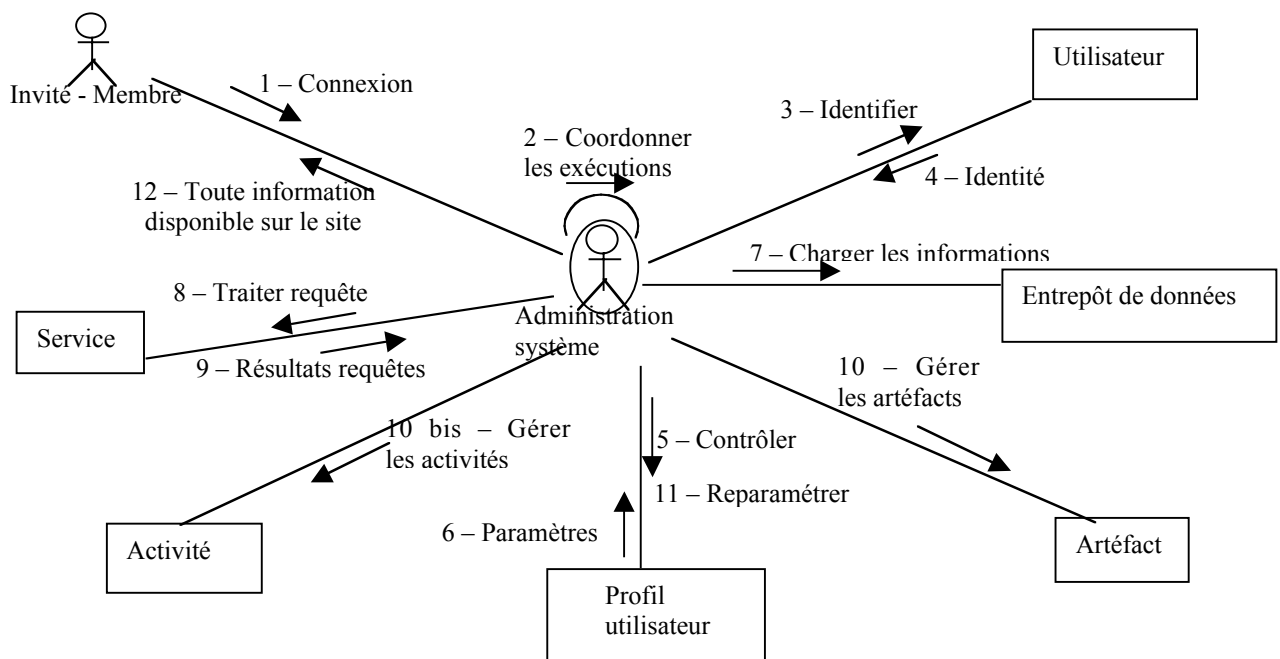 Utilisateur
Invité - Membre
1 – Connexion
3 – Identifier
2 – Coordonner
les exécutions
4 – Identité
12 – Toute information
disponible sur le site
7 – Charger les informations
Entrepôt de données
8 – Traiter requête
Administration
système
Service
9 – Résultats requêtes
10 – Gérer
les artéfacts
10 bis – Gérer
les activités
5 – Contrôler
11 – Reparamétrer
6 – Paramètres
Activité
Artéfact
Profil
utilisateur